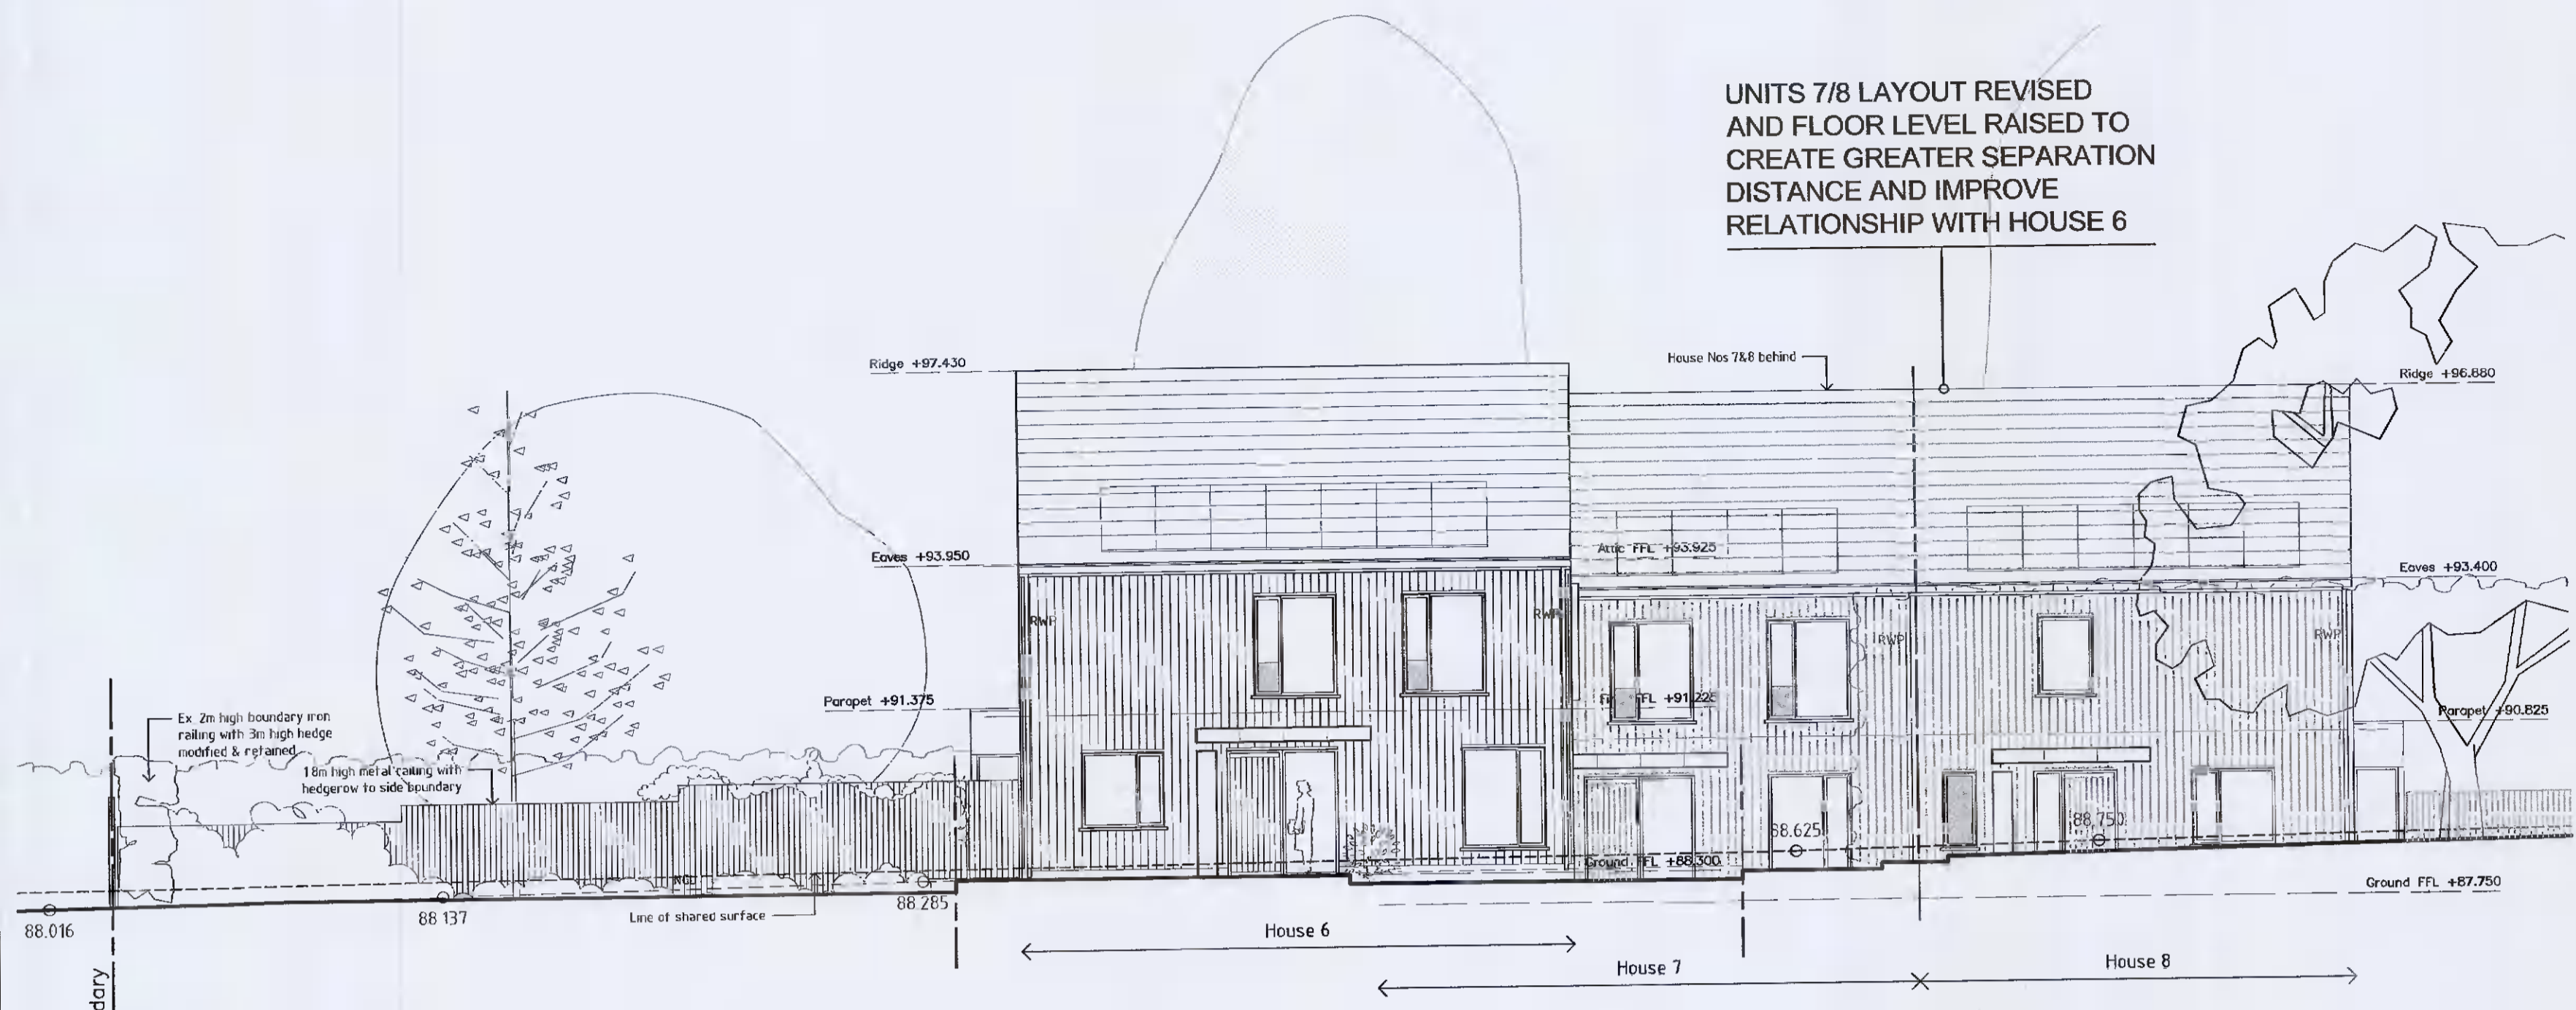 UNITS 7/8 LAYOUT REVISED
AND FLOOR LEVEL RAISED TO
CREATE GREATER SEPARATION
DISTANCE AND IMPROVE
RELATIONSHIP WITH HOUSE 6
House Nos 7&8 behind
Ridge +97.430
Ridge +96.880
Eaves +93.950
Attic FFL +93.925
Eaves +93.400
RWP
RWP
RWP
RWP
Parapet +91.375
FFL +91.225
Parapet +90.825
Ex 2m high boundary iron
railing with 3m high hedge
modified & retained
1 8m high metal railing with
hedgerow to side boundary
88.625
88.750
Ground FFL +88.300
NGL
Ground FFL +87.750
88.016
88 137
Line of shared surface
88.285
House 6
House 7
House 8
dary